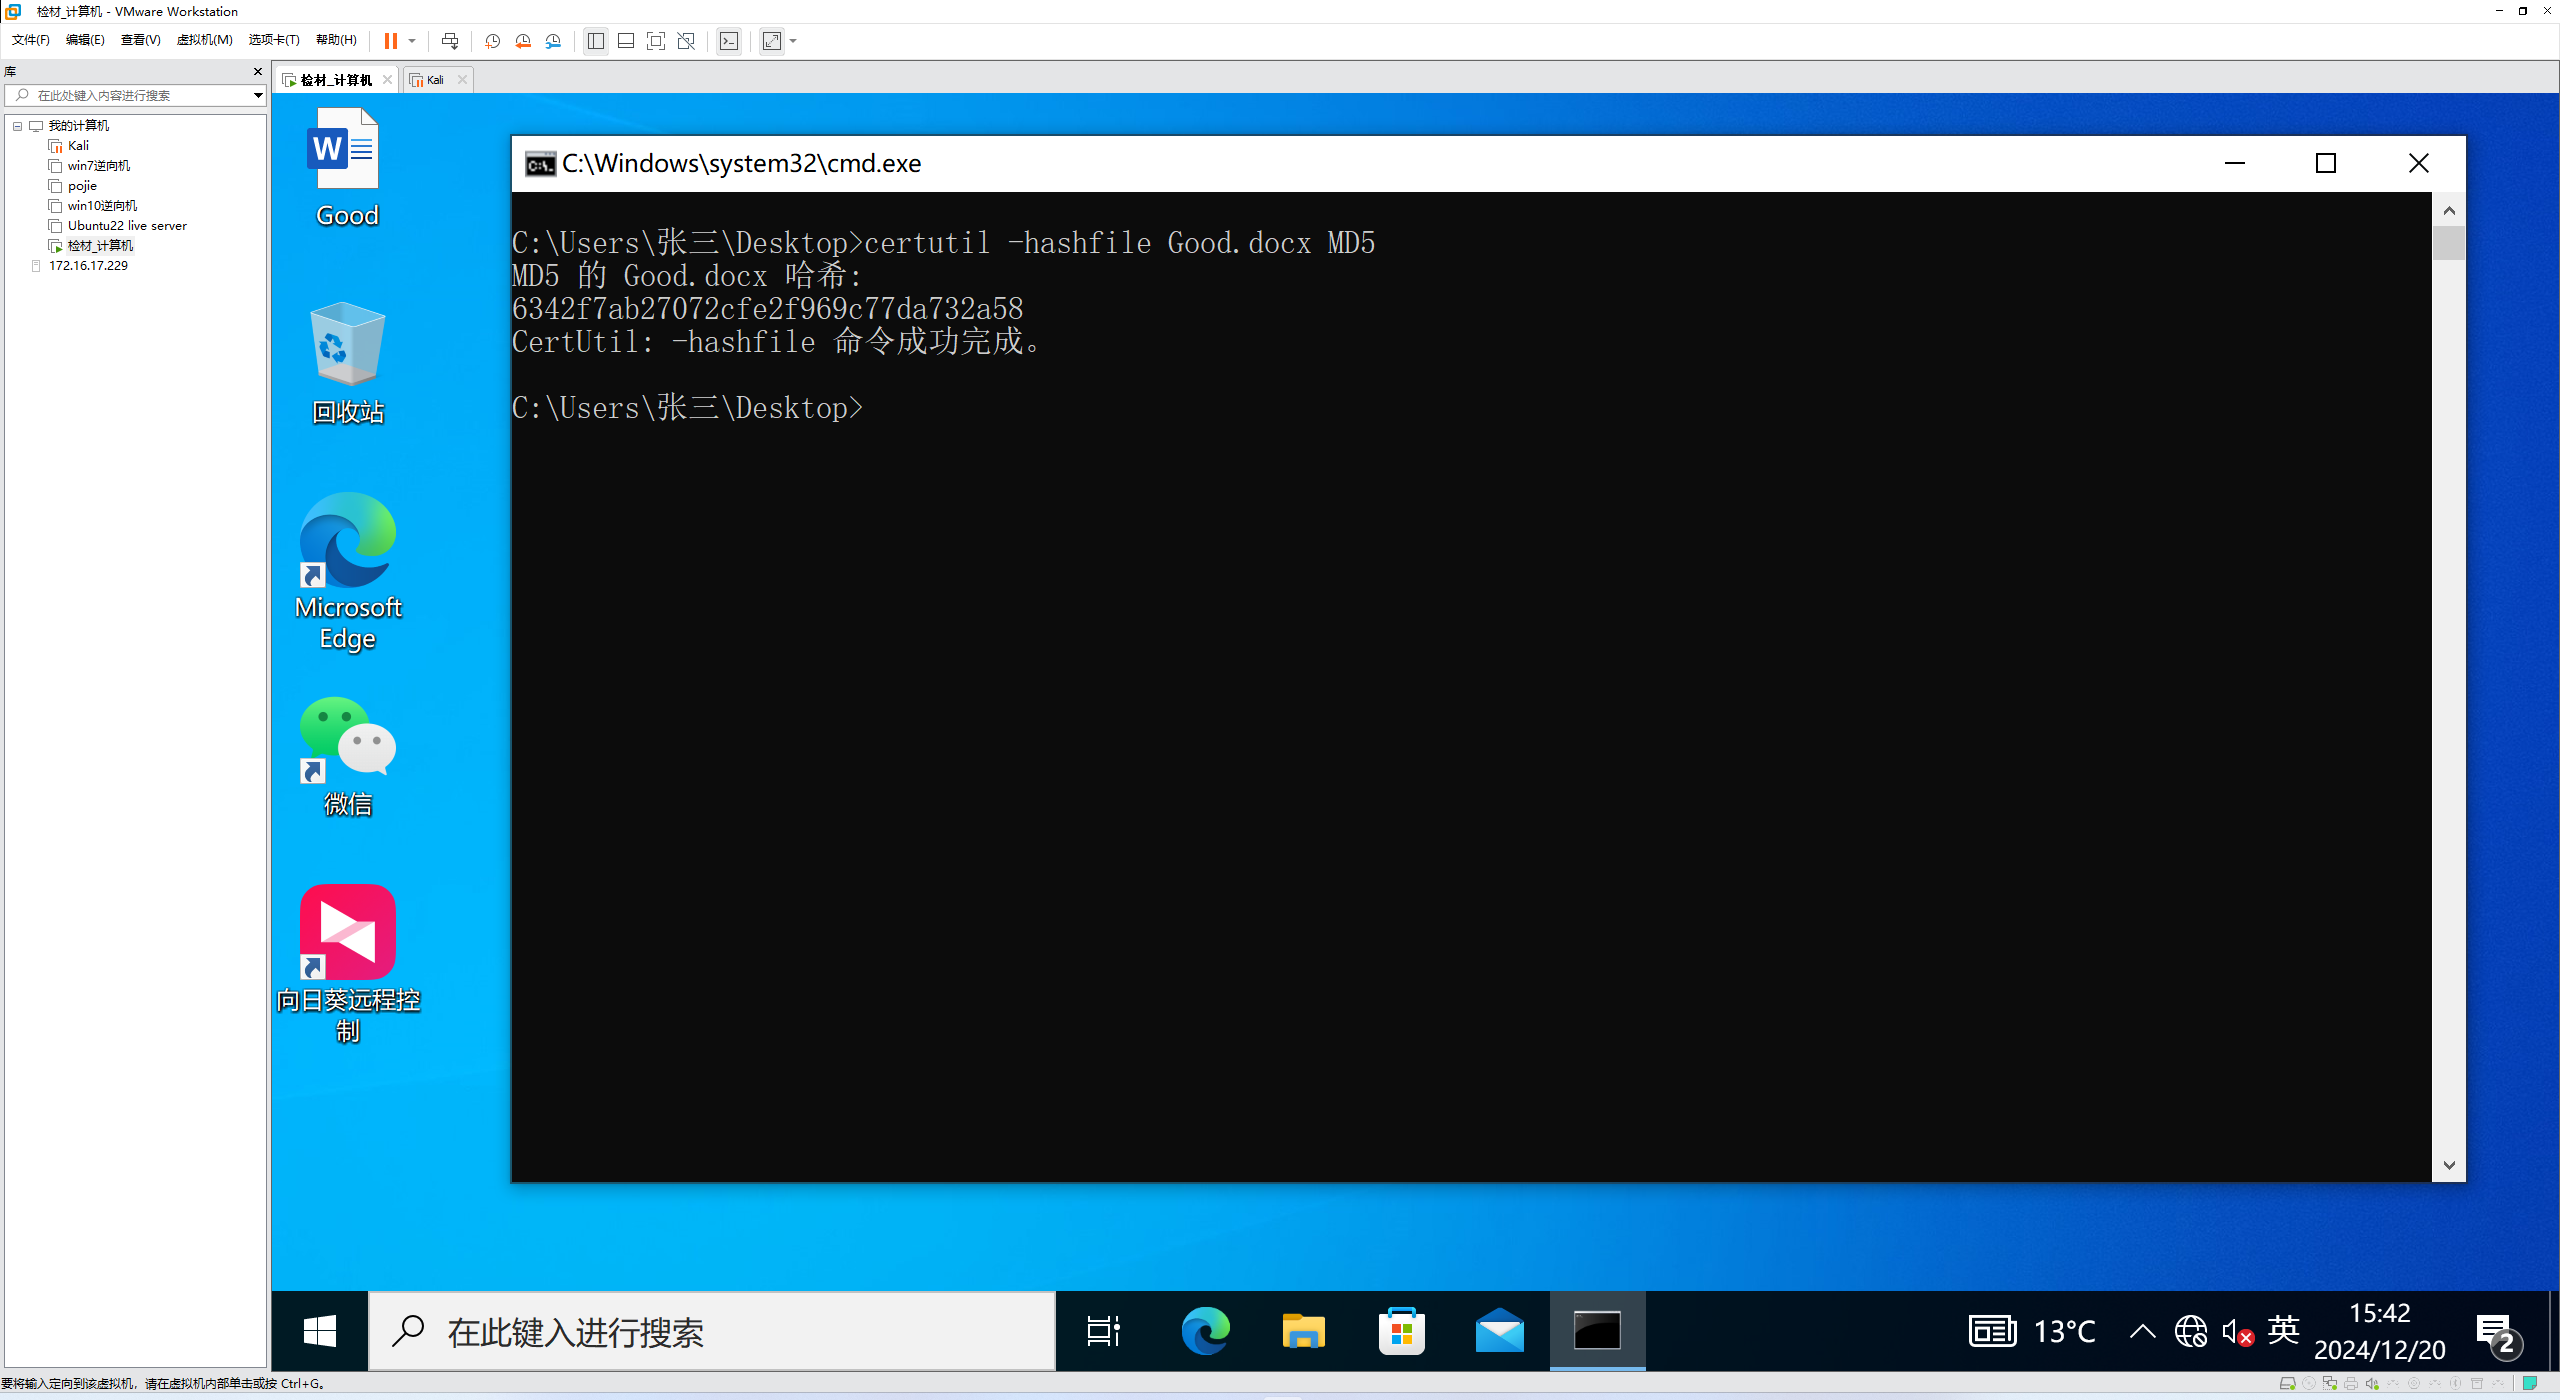 检材_计算机 - VMware Workstation
文件(F) 编辑(E) 查看(V) 虚拟机(M) 选项卡(T) 帮助(H)
库
在此处键入内容进行搜索
我的计算机
Kali
win7逆向机
pojie
win10逆向机
Ubuntu22 live server
检材_计算机
172.16.17.229
检材_计算机
Kali
Good
回收站
Microsoft
Edge
微信
向日葵远程控
制
C:\Windows\system32\cmd.exe
C:\Users\张三\Desktop>certutil -hashfile Good.docx MD5
MD5 的 Good.docx 哈希:
6342f7ab27072cfe2f969c77da732a58
CertUtil: -hashfile 命令成功完成。
C:\Users\张三\Desktop>
在此键入进行搜索
13°C
英
15:42
2024/12/20
2
要将输入定向到该虚拟机，请在虚拟机内部单击或按 Ctrl+G。